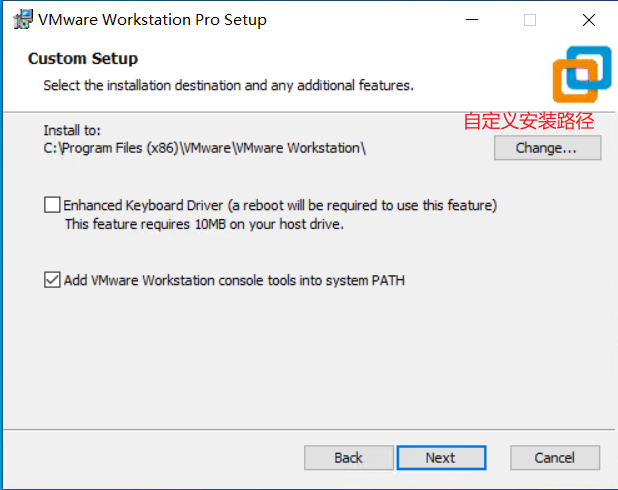 VMware Workstation Pro Setup
Custom Setup
Select the installation destination and any additional features.
自定义安装路径
Install to:
C:\Program Files (x86)\VMware\VMware Workstation\
Change...
Enhanced Keyboard Driver (a reboot will be required to use this feature)
This feature requires 10MB on your host drive.
Add VMware Workstation console tools into system PATH
Back
Next
Cancel